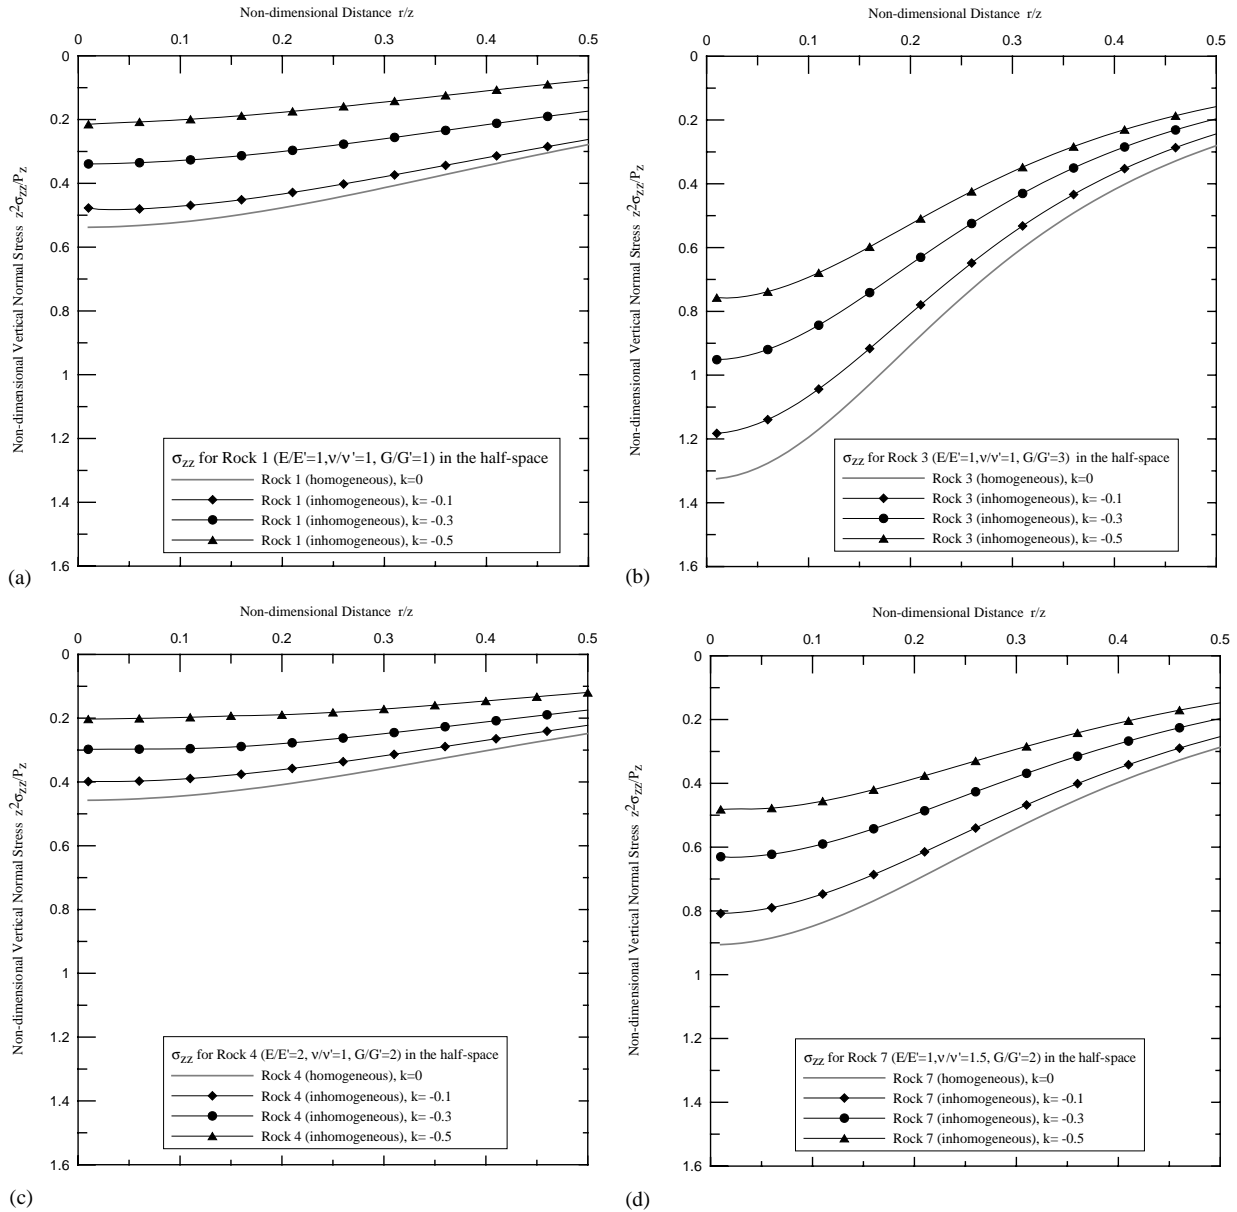 Non-dimensional Distance r/z
0 0.1 0.2 0.3 0.4 0.5
0
0.2
0.4
0.6
0.8
1
1.2
1.4
1.6
Non-dimensional Vertical Normal Stress z²σzz/Pz
σzz for Rock 1 (E/E'=1,ν/ν'=1, G/G'=1) in the half-space
Rock 1 (homogeneous), k=0
Rock 1 (inhomogeneous), k= -0.1
Rock 1 (inhomogeneous), k= -0.3
Rock 1 (inhomogeneous), k= -0.5
(a)
Non-dimensional Distance r/z
0 0.1 0.2 0.3 0.4 0.5
0
0.2
0.4
0.6
0.8
1
1.2
1.4
1.6
Non-dimensional Vertical Normal Stress z²σzz/Pz
σzz for Rock 3 (E/E'=1,ν/ν'=1, G/G'=3) in the half-space
Rock 3 (homogeneous), k=0
Rock 3 (inhomogeneous), k= -0.1
Rock 3 (inhomogeneous), k= -0.3
Rock 3 (inhomogeneous), k= -0.5
(b)
Non-dimensional Distance r/z
0 0.1 0.2 0.3 0.4 0.5
0
0.2
0.4
0.6
0.8
1
1.2
1.4
1.6
Non-dimensional Vertical Normal Stress z²σzz/Pz
σzz for Rock 4 (E/E'=2, ν/ν'=1, G/G'=2) in the half-space
Rock 4 (homogeneous), k=0
Rock 4 (inhomogeneous), k= -0.1
Rock 4 (inhomogeneous), k= -0.3
Rock 4 (inhomogeneous), k= -0.5
(c)
Non-dimensional Distance r/z
0 0.1 0.2 0.3 0.4 0.5
0
0.2
0.4
0.6
0.8
1
1.2
1.4
1.6
Non-dimensional Vertical Normal Stress z²σzz/Pz
σzz for Rock 7 (E/E'=1,ν/ν'=1.5, G/G'=2) in the half-space
Rock 7 (homogeneous), k=0
Rock 7 (inhomogeneous), k= -0.1
Rock 7 (inhomogeneous), k= -0.3
Rock 7 (inhomogeneous), k= -0.5
(d)